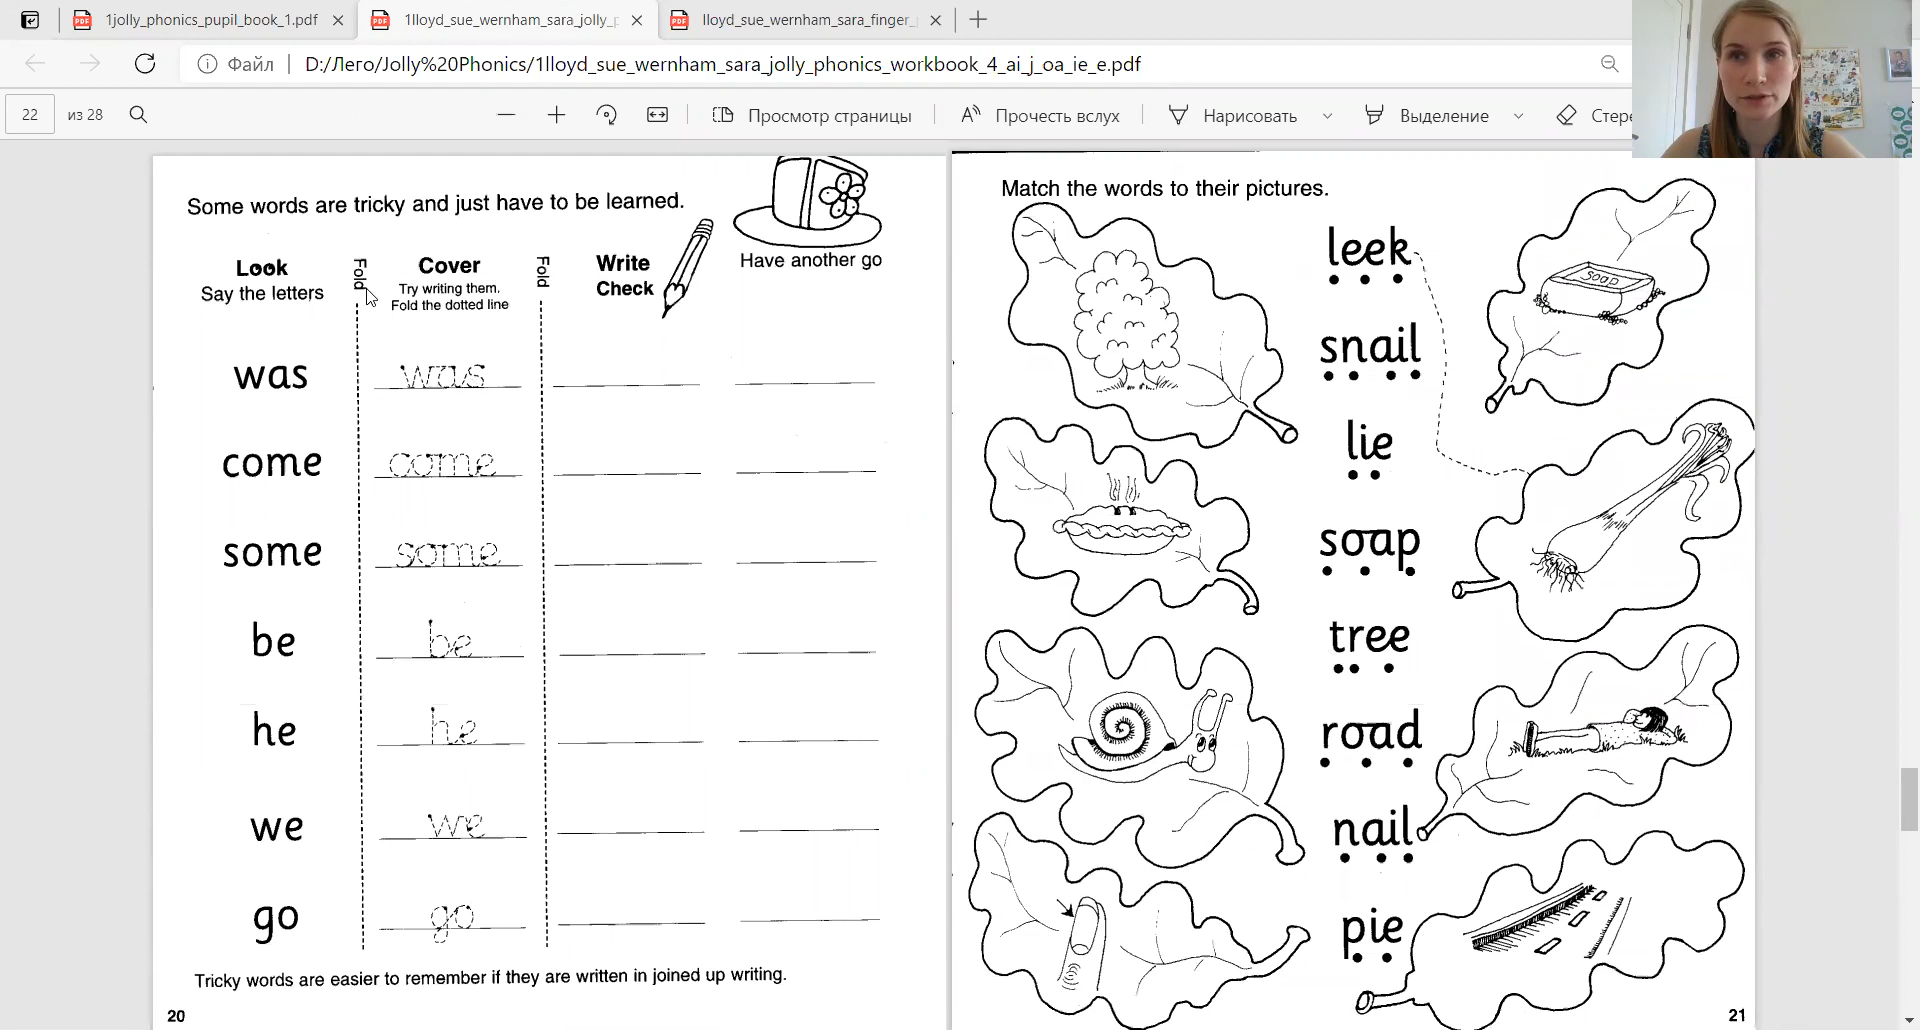 1jolly_phonics_pupil_book_1.pdf
1lloyd_sue_wernham_sara_jolly_p
lloyd_sue_wernham_sara_finger_
Файл D:/Лего/Jolly%20Phonics/1lloyd_sue_wernham_sara_jolly_phonics_workbook_4_ai_j_oa_ie_e.pdf
22 из 28 Просмотр страницы Прочесть вслух Нарисовать Выделение
Some words are tricky and just have to be learned.
Have another go
Look
Say the letters
Fold
Cover
Try writing them.
Fold the dotted line
Fold
Write
Check
was was
come come
some some
be be
he he
we we
go go
Tricky words are easier to remember if they are written in joined up writing.
20
Match the words to their pictures.
leek
snail
lie
soap
tree
road
nail
pie
soap
21